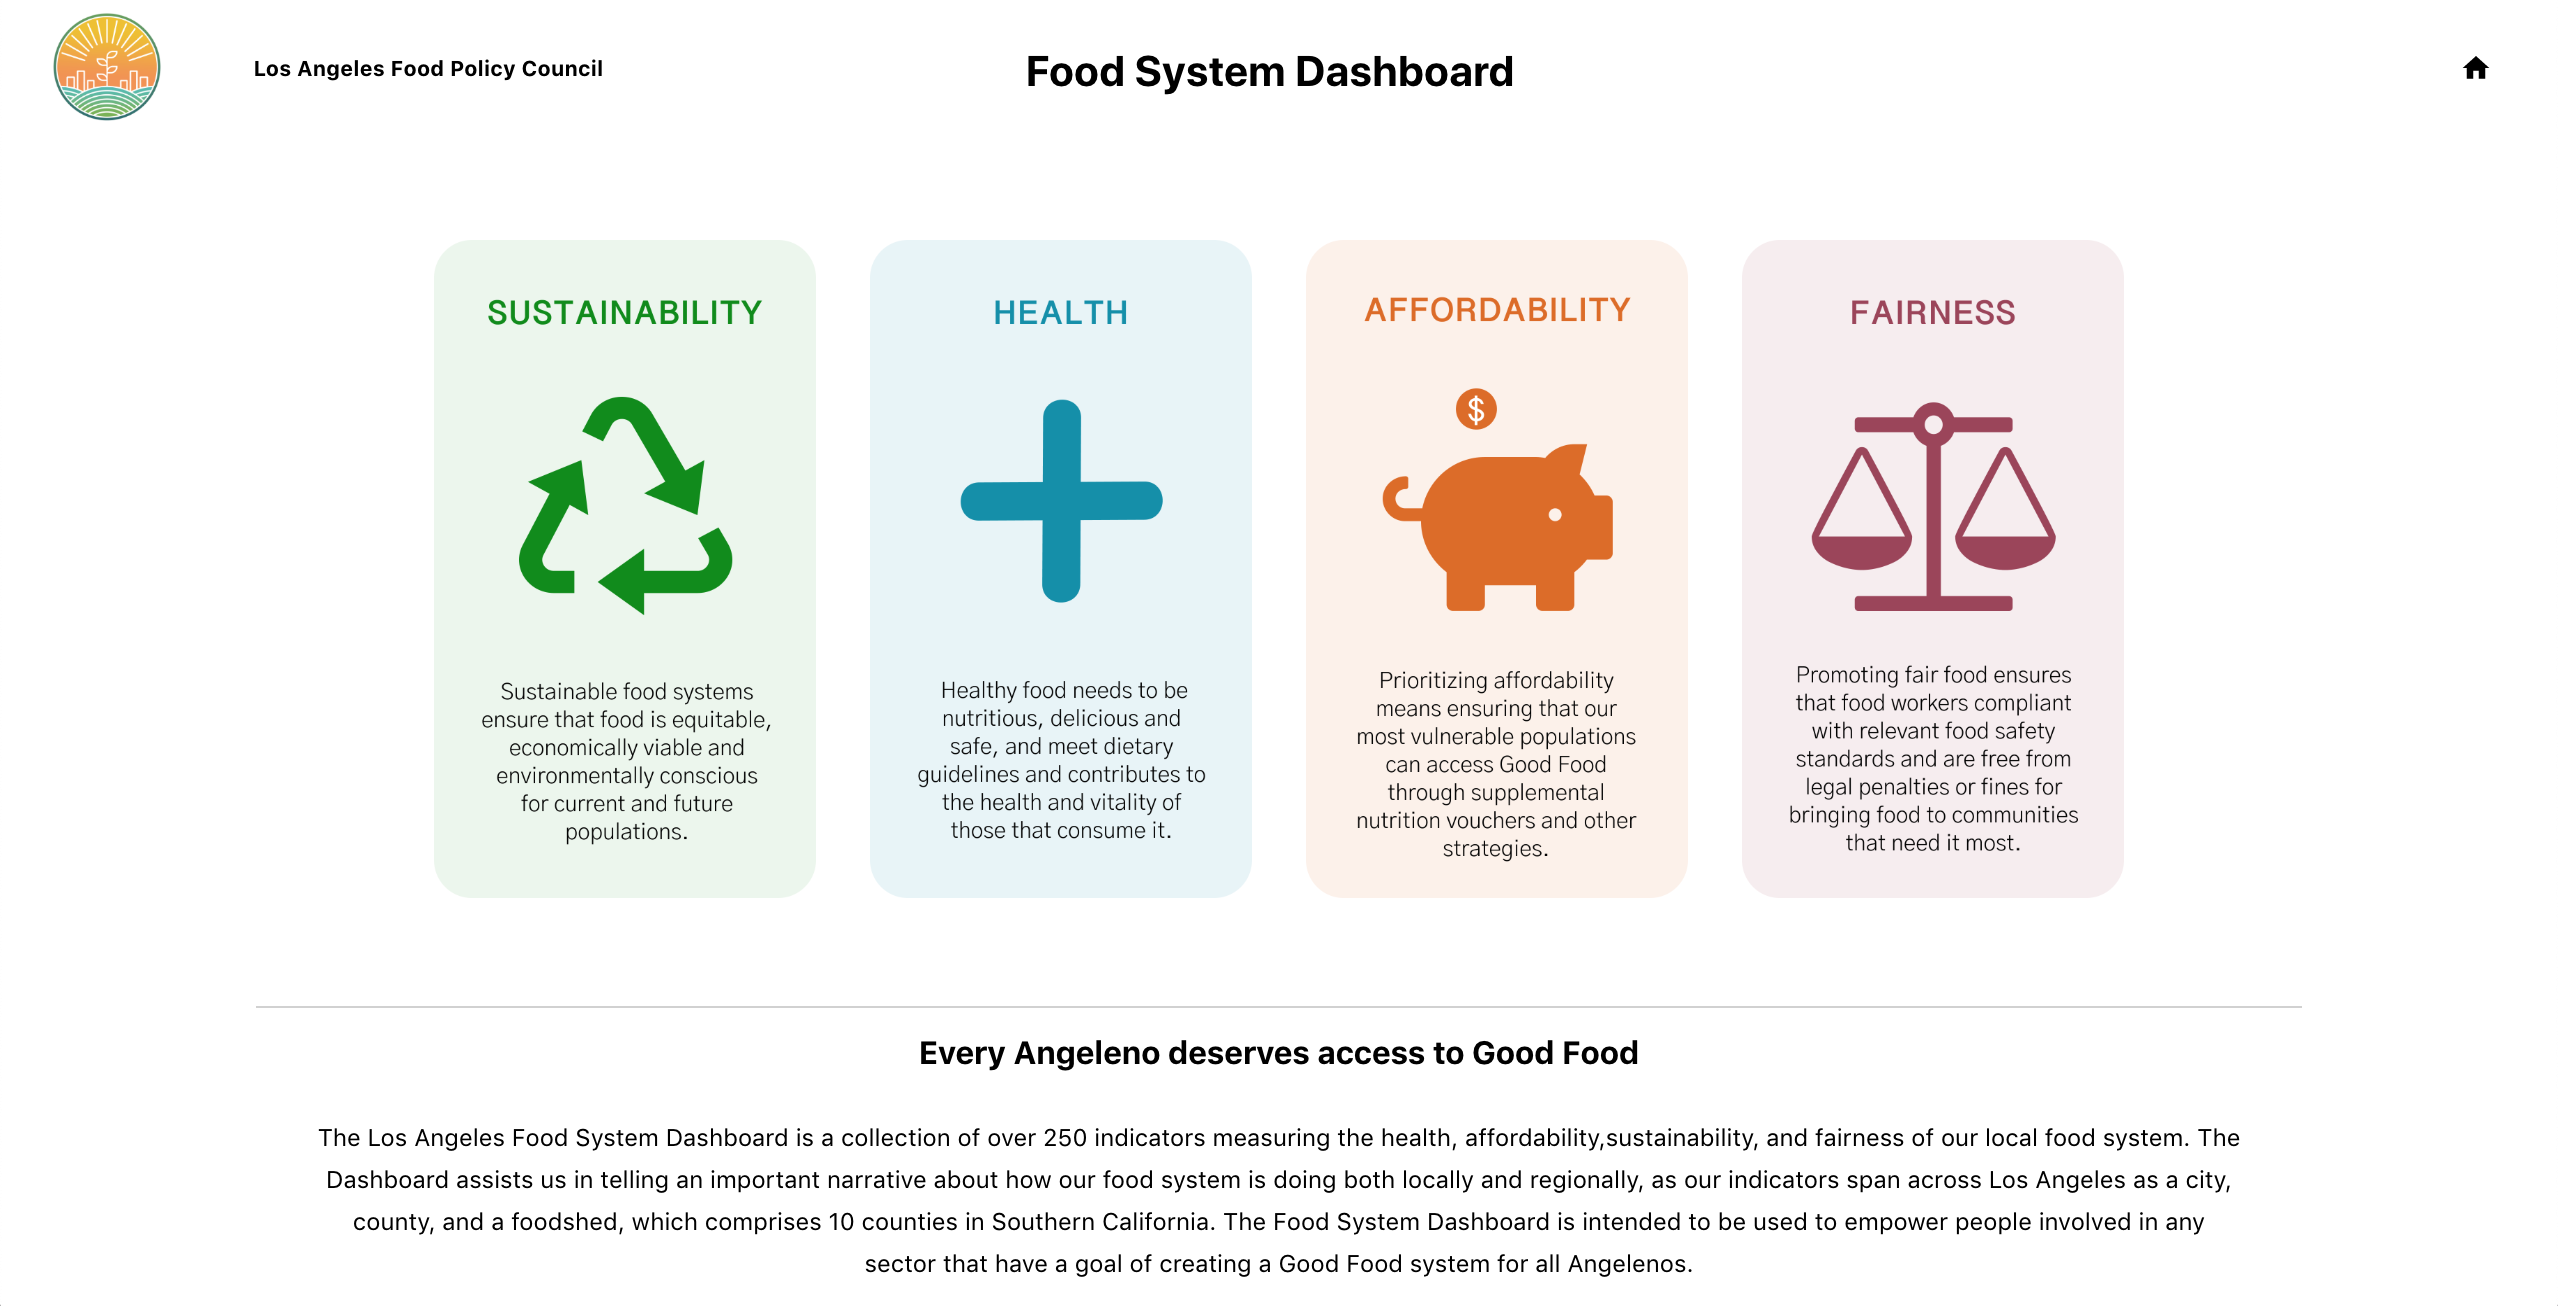 Los Angeles Food Policy Council
Food System Dashboard
SUSTAINABILITY
Sustainable food systems
ensure that food is equitable,
economically viable and
environmentally conscious
for current and future
populations.
HEALTH
Healthy food needs to be
nutritious, delicious and
safe, and meet dietary
guidelines and contributes to
the health and vitality of
those that consume it.
AFFORDABILITY
$
Prioritizing affordability
means ensuring that our
most vulnerable populations
can access Good Food
through supplemental
nutrition vouchers and other
strategies.
FAIRNESS
Promoting fair food ensures
that food workers compliant
with relevant food safety
standards and are free from
legal penalties or fines for
bringing food to communities
that need it most.
Every Angeleno deserves access to Good Food
The Los Angeles Food System Dashboard is a collection of over 250 indicators measuring the health, affordability,sustainability, and fairness of our local food system. The
Dashboard assists us in telling an important narrative about how our food system is doing both locally and regionally, as our indicators span across Los Angeles as a city,
county, and a foodshed, which comprises 10 counties in Southern California. The Food System Dashboard is intended to be used to empower people involved in any
sector that have a goal of creating a Good Food system for all Angelenos.